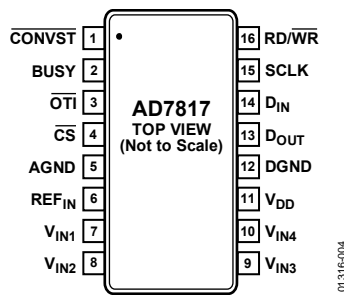 CONVST 1
BUSY 2
OTI 3
CS 4
AGND 5
REFIN 6
VIN1 7
VIN2 8
AD7817
TOP VIEW
(Not to Scale)
16 RD/WR
15 SCLK
14 DIN
13 DOUT
12 DGND
11 VDD
10 VIN4
9 VIN3
01316-004